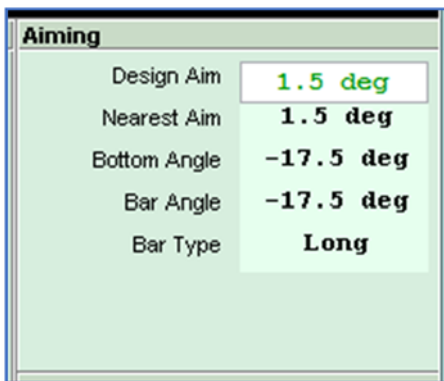 Aiming
Design Aim 1.5 deg
Nearest Aim 1.5 deg
Bottom Angle -17.5 deg
Bar Angle -17.5 deg
Bar Type Long